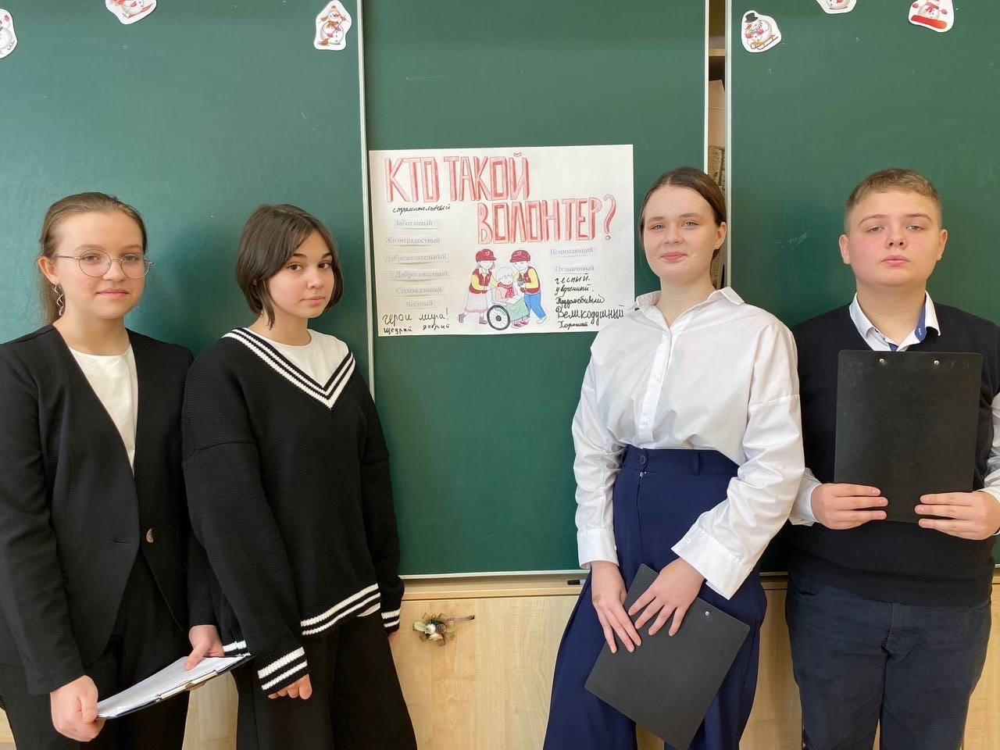 КТО ТАКОЙ
ВОЛОНТЕР?
стремительный
Заботливый
Жизнерадостный
Доброжелательный
Добросовестный
Справедливый
Честный
герои мира!
щедрый добрый
Понимающий
Отзывчивый
честный.
Трудолюбивый
Великодушный
Хороший